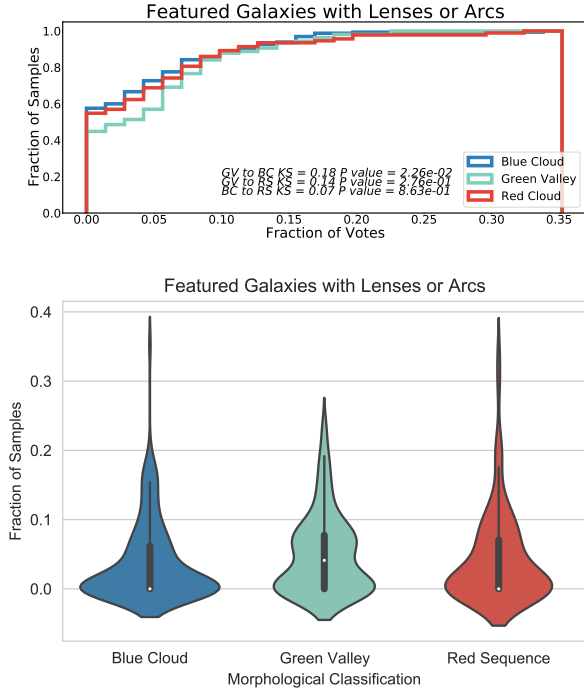 Featured Galaxies with Lenses or Arcs
Fraction of Samples
1.0
0.8
0.6
0.4
0.2
0.0
GV to BC KS = 0.18 P value = 2.26e-02
GV to RS KS = 0.14 P value = 2.76e-01
BC to RS KS = 0.07 P value = 8.63e-01
Blue Cloud
Green Valley
Red Cloud
0.00 0.05 0.10 0.15 0.20 0.25 0.30 0.35
Fraction of Votes
Featured Galaxies with Lenses or Arcs
Fraction of Samples
0.4
0.3
0.2
0.1
0.0
Blue Cloud Green Valley Red Sequence
Morphological Classification